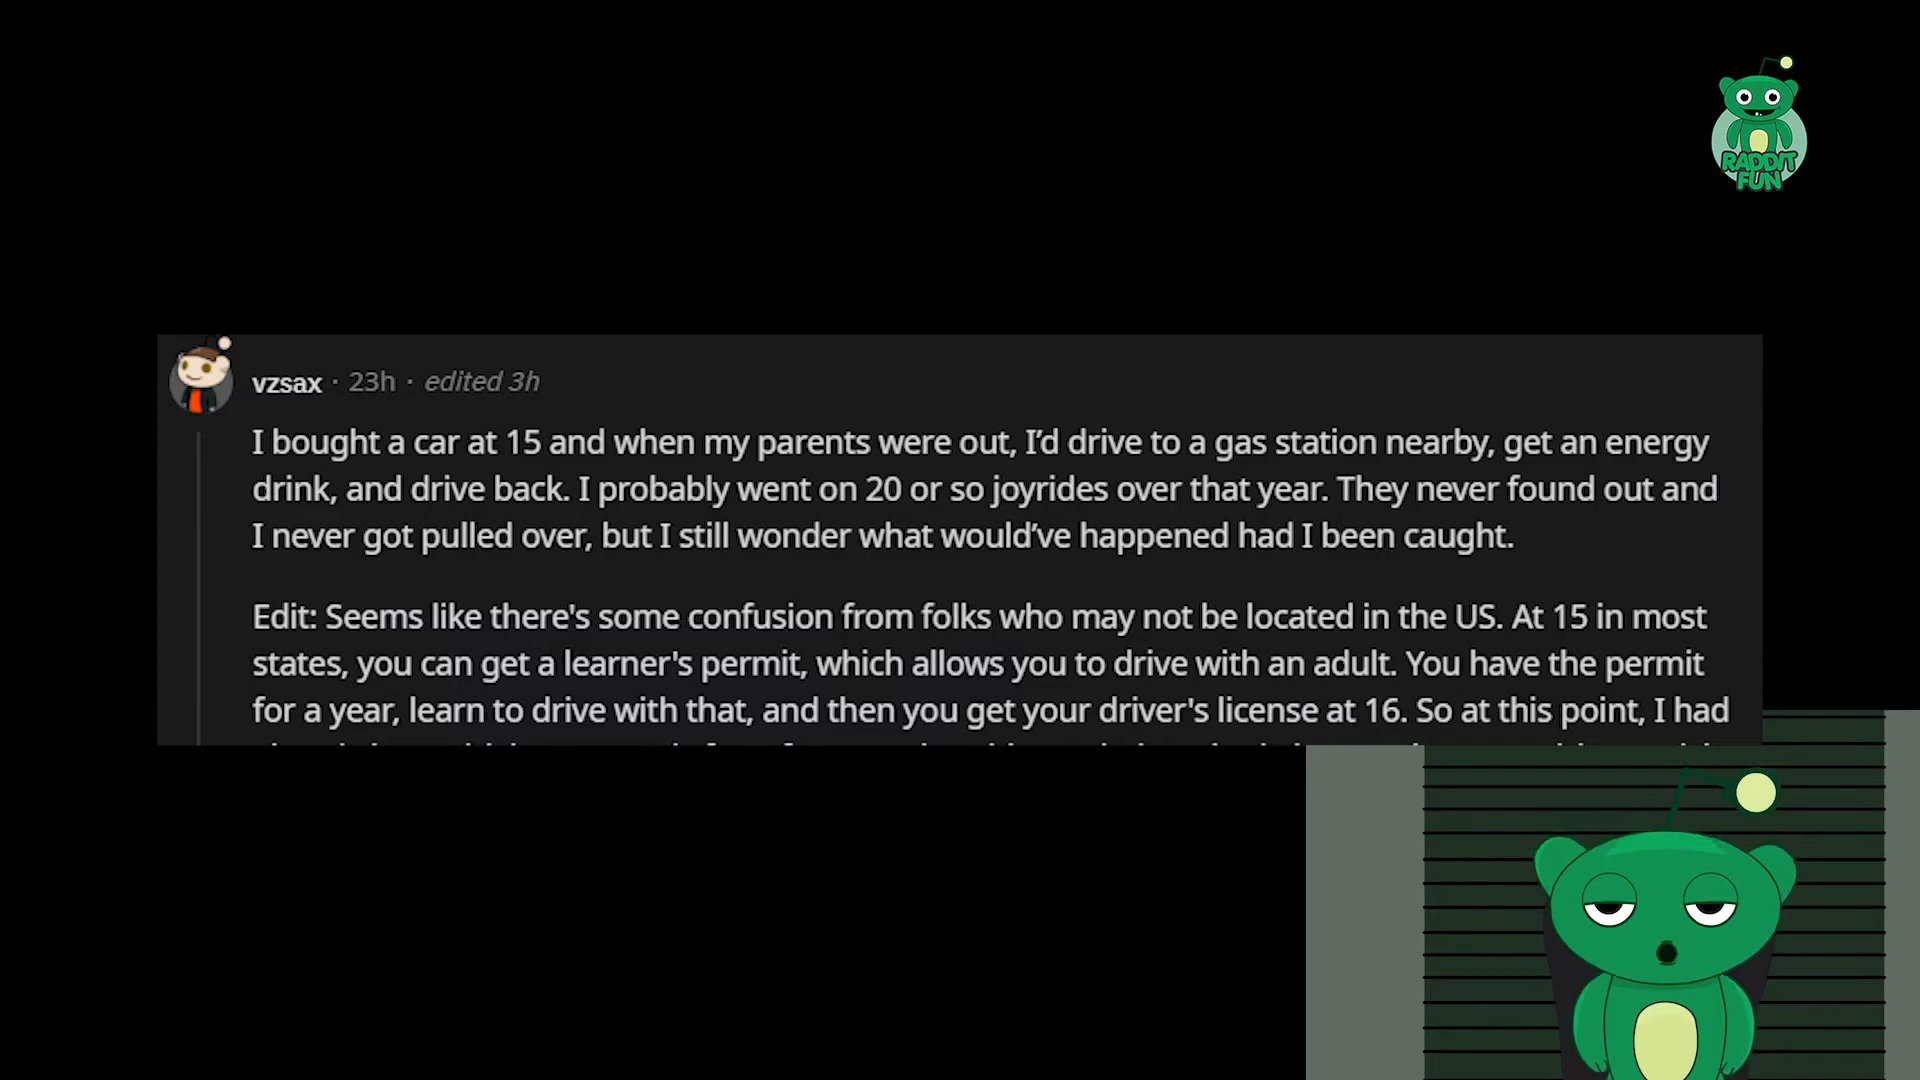 RADDIT
FUN
vzsax · 23h · edited 3h
I bought a car at 15 and when my parents were out, I’d drive to a gas station nearby, get an energy
drink, and drive back. I probably went on 20 or so joyrides over that year. They never found out and
I never got pulled over, but I still wonder what would’ve happened had I been caught.
Edit: Seems like there's some confusion from folks who may not be located in the US. At 15 in most
states, you can get a learner's permit, which allows you to drive with an adult. You have the permit
for a year, learn to drive with that, and then you get your driver's license at 16. So at this point, I had